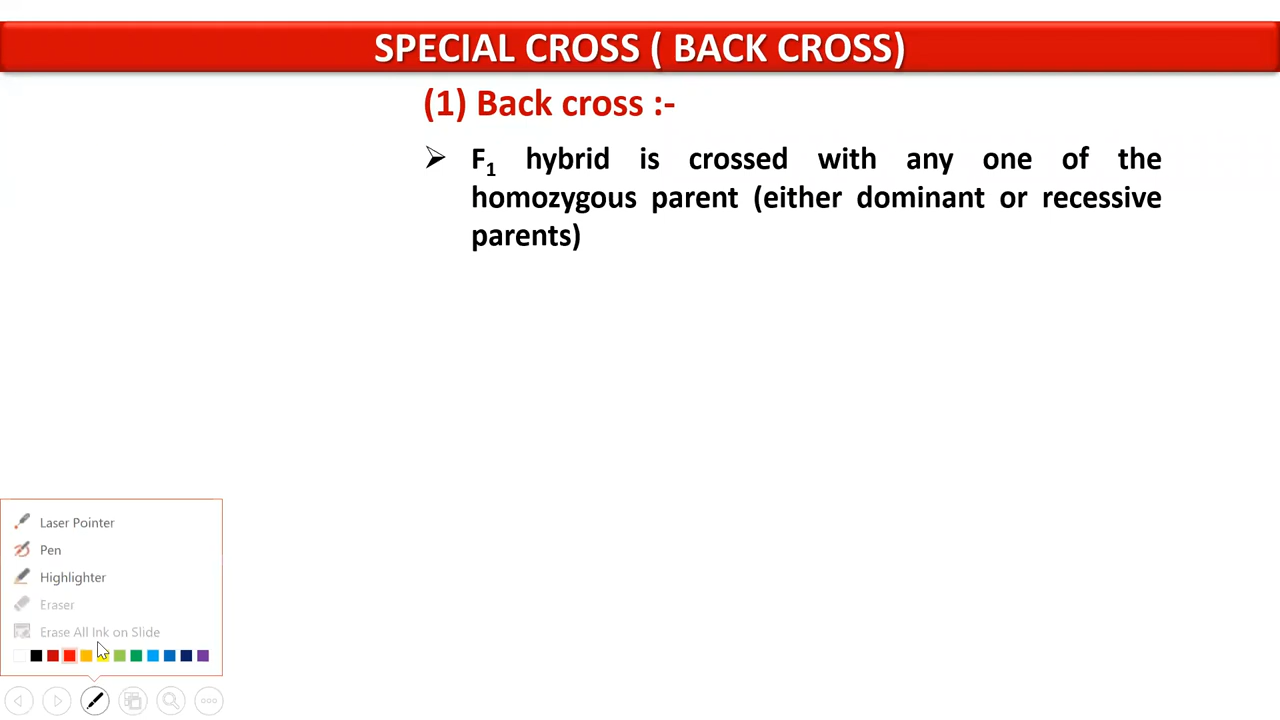 SPECIAL CROSS ( BACK CROSS)
(1) Back cross :-
➢ F₁ hybrid is crossed with any one of the
homozygous parent (either dominant or recessive
parents)
Laser Pointer
Pen
Highlighter
Eraser
Erase All Ink on Slide